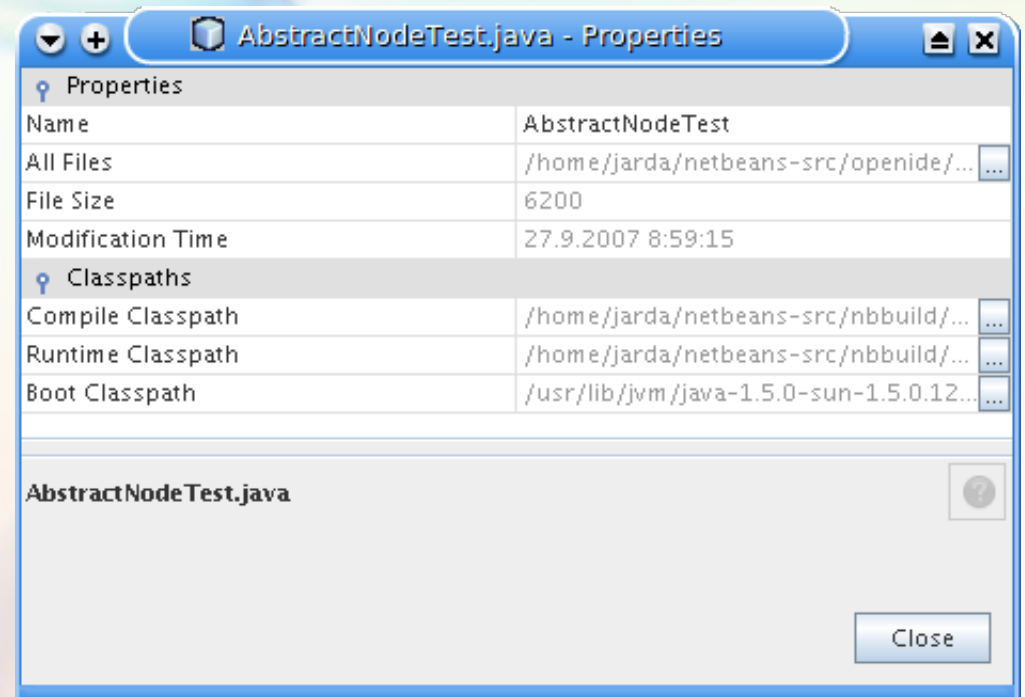 AbstractNodeTest.java - Properties
Properties
Name AbstractNodeTest
All Files /home/jarda/netbeans-src/openide/... ...
File Size 6200
Modification Time 27.9.2007 8:59:15
Classpaths
Compile Classpath /home/jarda/netbeans-src/nbbuild/... ...
Runtime Classpath /home/jarda/netbeans-src/nbbuild/... ...
Boot Classpath /usr/lib/jvm/java-1.5.0-sun-1.5.0.12... ...
AbstractNodeTest.java
?
Close